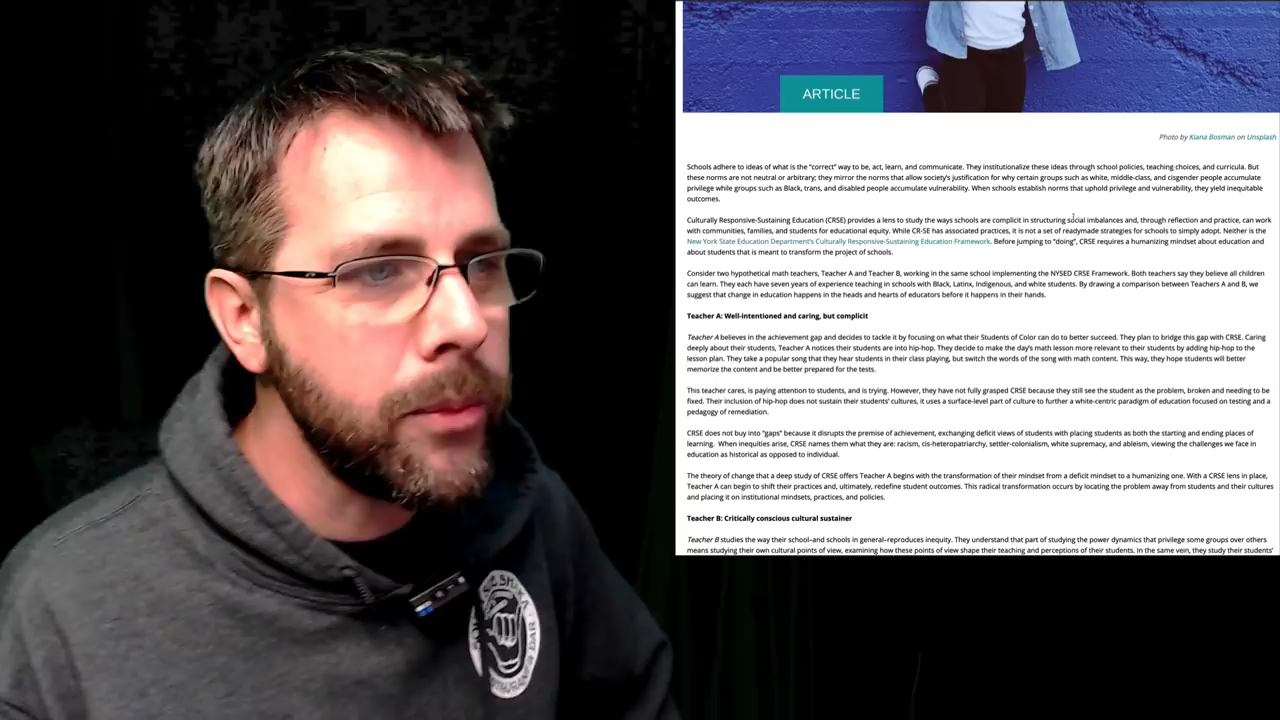 ARTICLE
Photo by Kiana Bosman on Unsplash
Schools adhere to ideas of what is the "correct" way to be, act, learn, and communicate. They institutionalize these ideas through school policies, teaching choices, and curricula. But
these norms are not neutral or arbitrary; they mirror the norms that allow society's justification for why certain groups such as white, middle-class, and cisgender people accumulate
privilege while groups such as Black, trans, and disabled people accumulate vulnerability. When schools establish norms that uphold privilege and vulnerability, they yield inequitable
outcomes.
Culturally Responsive-Sustaining Education (CRSE) provides a lens to study the ways schools are complicit in structuring social imbalances and, through reflection and practice, can work
with communities, families, and students for educational equity. While CR-SE has associated practices, it is not a set of readymade strategies for schools to simply adopt. Neither is the
New York State Education Department's Culturally Responsive-Sustaining Education Framework. Before jumping to "doing", CRSE requires a humanizing mindset about education and
about students that is meant to transform the project of schools.
Consider two hypothetical math teachers, Teacher A and Teacher B, working in the same school implementing the NYSED CRSE Framework. Both teachers say they believe all children
can learn. They each have seven years of experience teaching in schools with Black, Latinx, Indigenous, and white students. By drawing a comparison between Teachers A and B, we
suggest that change in education happens in the heads and hearts of educators before it happens in their hands.
Teacher A: Well-intentioned and caring, but complicit
Teacher A believes in the achievement gap and decides to tackle it by focusing on what their Students of Color can do to better succeed. They plan to bridge this gap with CRSE. Caring
deeply about their students, Teacher A notices their students are into hip-hop. They decide to make the day's math lesson more relevant to their students by adding hip-hop to the
lesson plan. They take a popular song that they hear students in their class playing, but switch the words of the song with math content. This way, they hope students will better
memorize the content and be better prepared for the tests.
This teacher cares, is paying attention to students, and is trying. However, they have not fully grasped CRSE because they still see the student as the problem, broken and needing to be
fixed. Their inclusion of hip-hop does not sustain their students' cultures, it uses a surface-level part of culture to further a white-centric paradigm of education focused on testing and a
pedagogy of remediation.
CRSE does not buy into "gaps" because it disrupts the premise of achievement, exchanging deficit views of students with placing students as both the starting and ending places of
learning. When inequities arise, CRSE names them what they are: racism, cis-heteropatriarchy, settler-colonialism, white supremacy, and ableism, viewing the challenges we face in
education as historical as opposed to individual.
The theory of change that a deep study of CRSE offers Teacher A begins with the transformation of their mindset from a deficit mindset to a humanizing one. With a CRSE lens in place,
Teacher A can begin to shift their practices and, ultimately, redefine student outcomes. This radical transformation occurs by locating the problem away from students and their cultures
and placing it on institutional mindsets, practices, and policies.
Teacher B: Critically conscious cultural sustainer
Teacher B studies the way their school–and schools in general–reproduces inequity. They understand that part of studying the power dynamics that privilege some groups over others
means studying their own cultural points of view, examining how these points of view shape their teaching and perceptions of their students. In the same vein, they study their students'